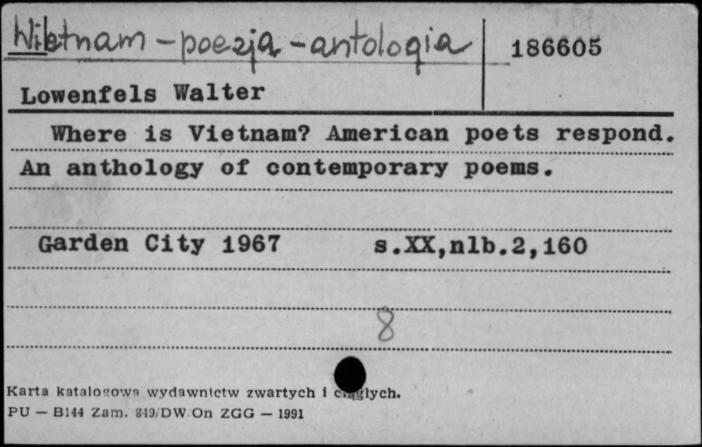 Wietnam - poezja - antologia
186605
Lowenfels Walter
Where is Vietnam? American poets respond.
An anthology of contemporary poems.
Garden City 1967 s.XX,nlb.2,160
8
Karta katalogowa wydawnictw zwartych i ciągłych.
PU — B144 Zam. 849/DW.On ZGG — 1991